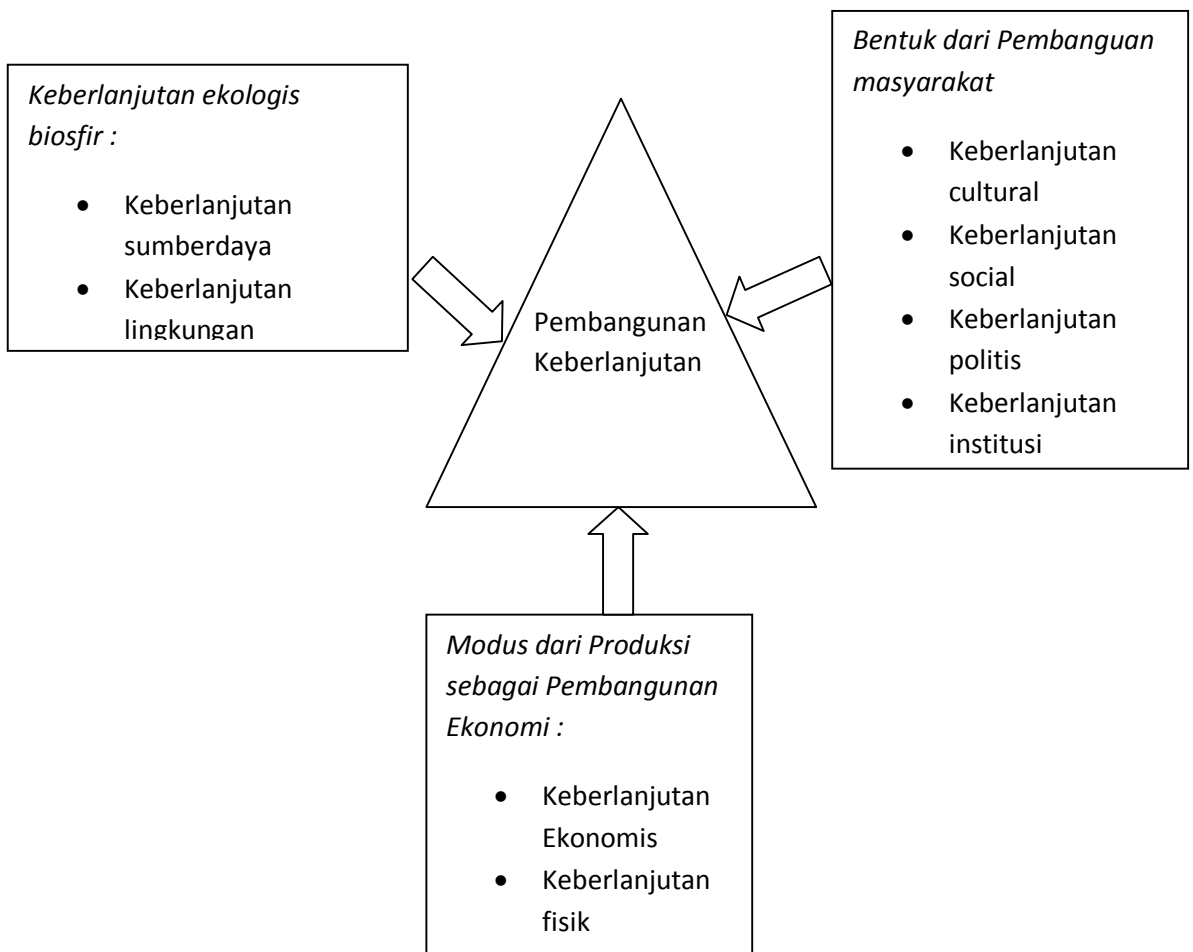 Keberlanjutan ekologis
biosfir :
• Keberlanjutan
sumberdaya
• Keberlanjutan
lingkungan
Pembangunan
Keberlanjutan
Bentuk dari Pembanguan
masyarakat
• Keberlanjutan
cultural
• Keberlanjutan
social
• Keberlanjutan
politis
• Keberlanjutan
institusi
Modus dari Produksi
sebagai Pembangunan
Ekonomi :
• Keberlanjutan
Ekonomis
• Keberlanjutan
fisik